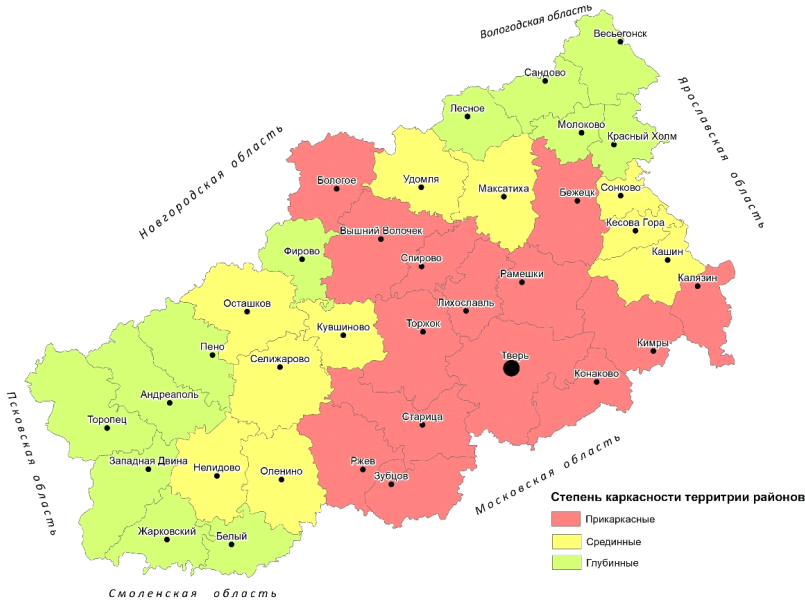 Вологодская область
Весьегонск
Сандово
Ярославская область
Лесное
Молоково
Красный Холм
Новгородская область
Бологое
Удомля
Максатиха
Бежецк
Сонково
Кесова Гора
Вышний Волочек
Фирово
Спирово
Кашин
Рамешки
Калязин
Осташков
Лихославль
Кувшиново
Торжок
Пено
Кимры
Селижарово
Тверь
Конаково
Андреаполь
Псковская область
Торопец
Старица
Западная Двина
Нелидово
Оленино
Ржев
Зубцов
Московская область
Жарковский
Белый
Смоленская область
Степень каркасности территрии районов
Прикаркасные
Срединные
Глубинные